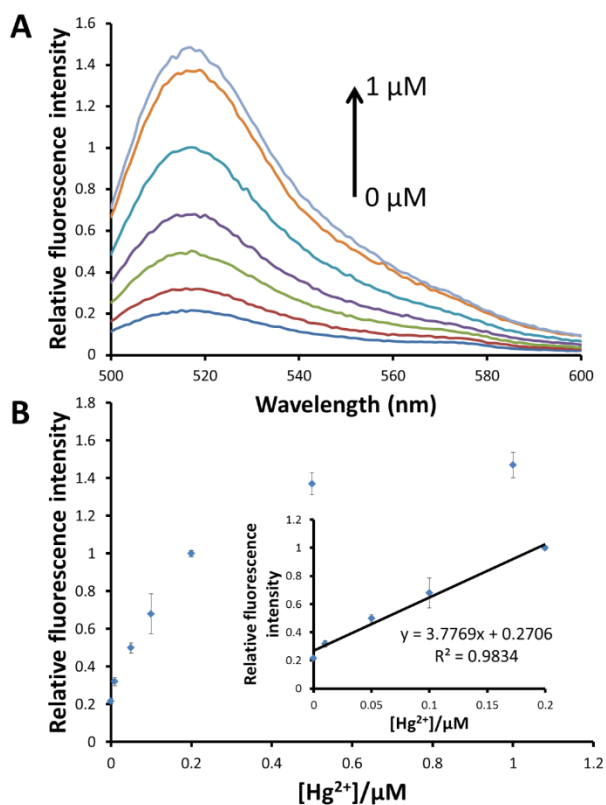 A
Relative fluorescence intensity
1.6
1.4
1.2
1
0.8
0.6
0.4
0.2
0
1 μM
0 μM
500 520 540 560 580 600
Wavelength (nm)
B
Relative fluorescence intensity
1.8
1.6
1.4
1.2
1
0.8
0.6
0.4
0.2
0
Relative fluorescence
intensity
1.2
1
0.8
0.6
0.4
0.2
0
y = 3.7769x + 0.2706
R² = 0.9834
0 0.05 0.1 0.15 0.2
[Hg²⁺]/μM
0 0.2 0.4 0.6 0.8 1 1.2
[Hg²⁺]/μM